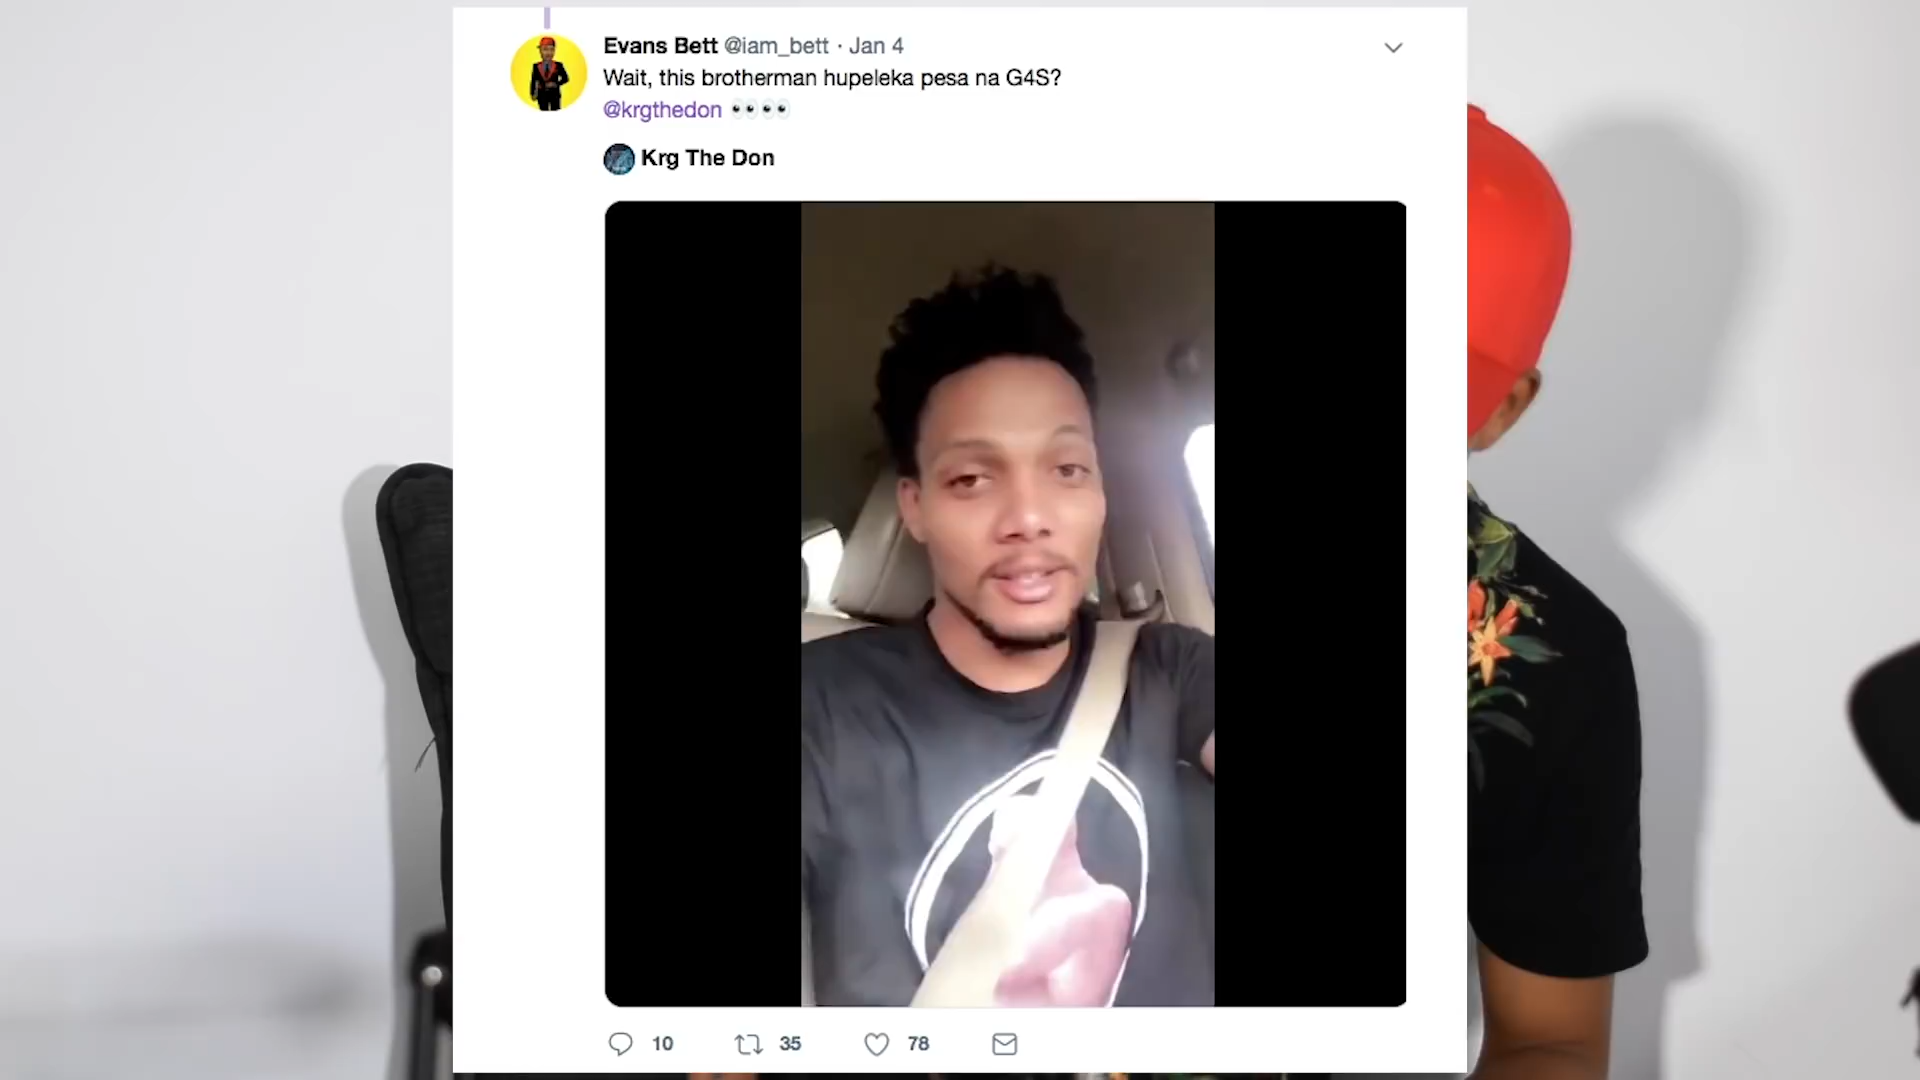 Evans Bett @iam_bett · Jan 4
Wait, this brotherman hupeleka pesa na G4S?
@krgthedon 👀👀
Krg The Don
10 35 78